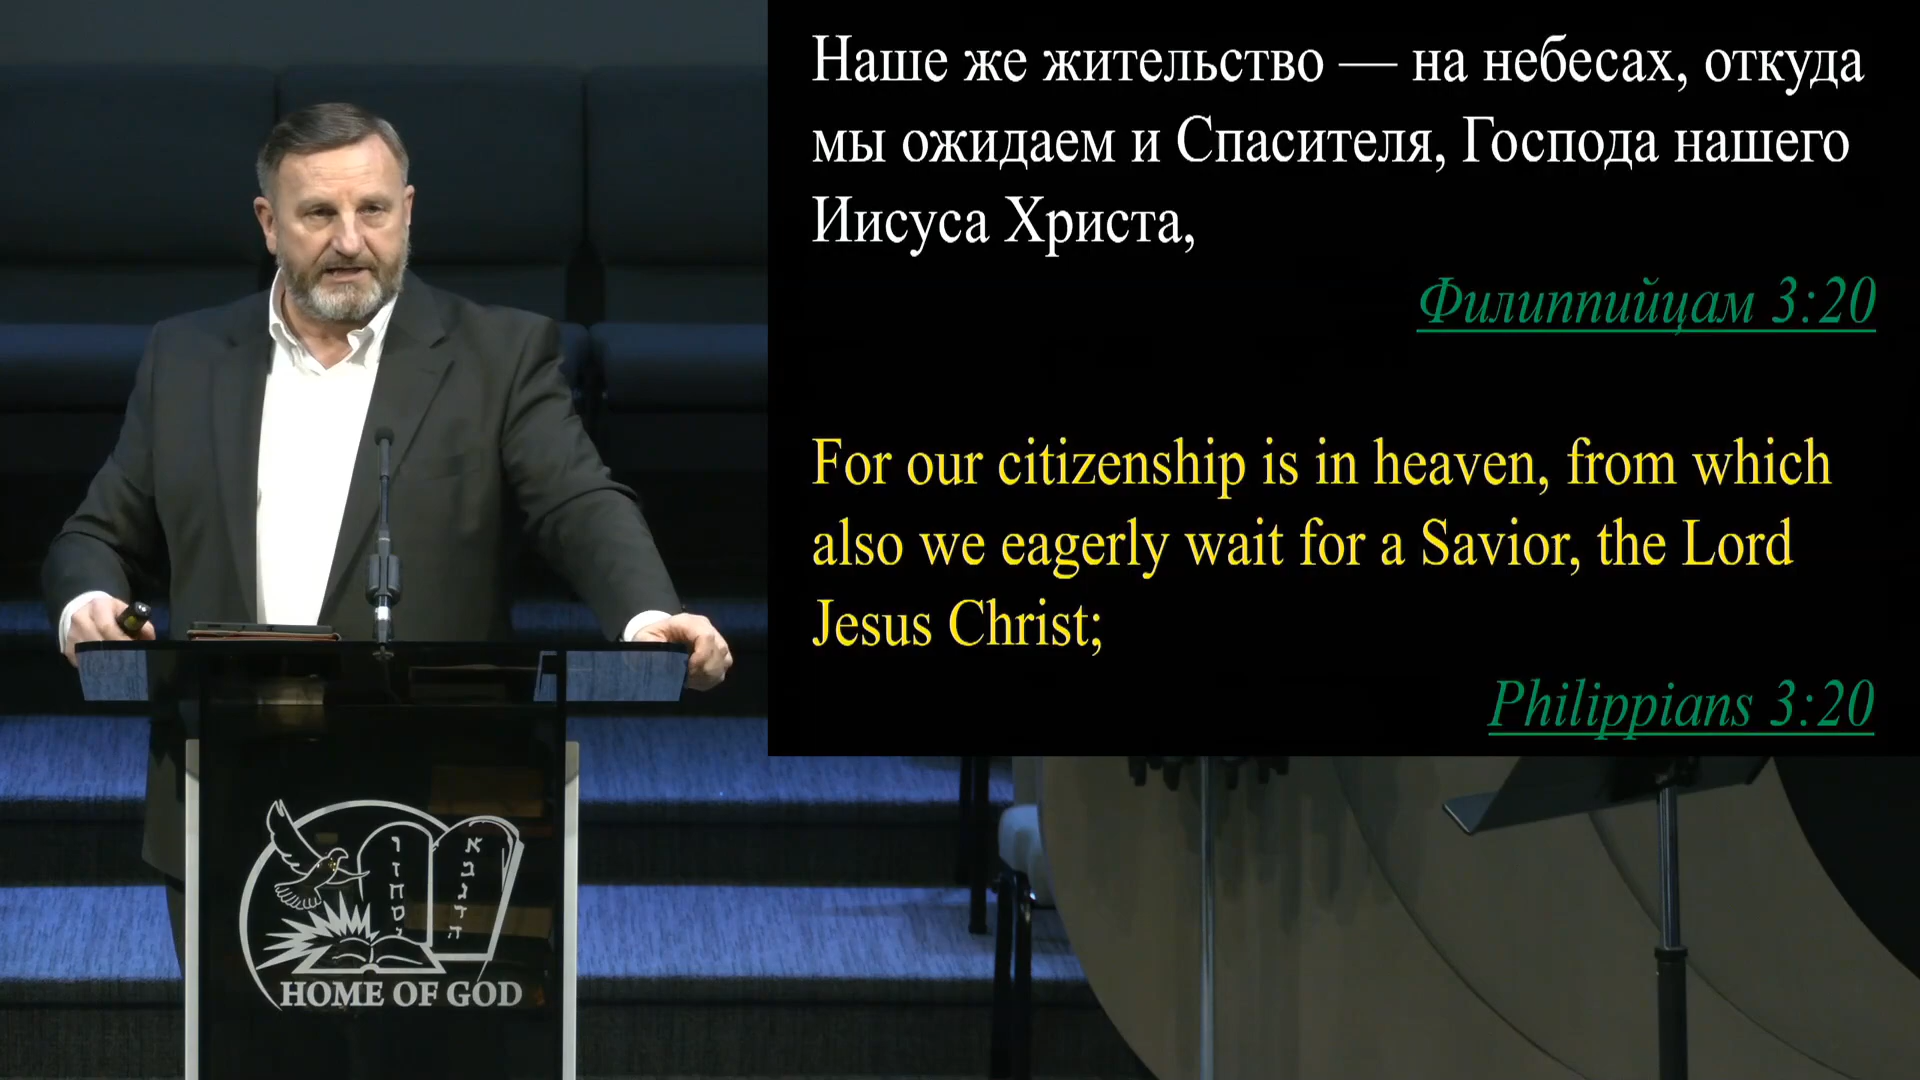 Наше же жительство — на небесах, откуда
мы ожидаем и Спасителя, Господа нашего
Иисуса Христа,
Филиппийцам 3:20
For our citizenship is in heaven, from which
also we eagerly wait for a Savior, the Lord
Jesus Christ;
Philippians 3:20
ו
ז
ח
ט
י
א
ב
ג
ד
ה
HOME OF GOD